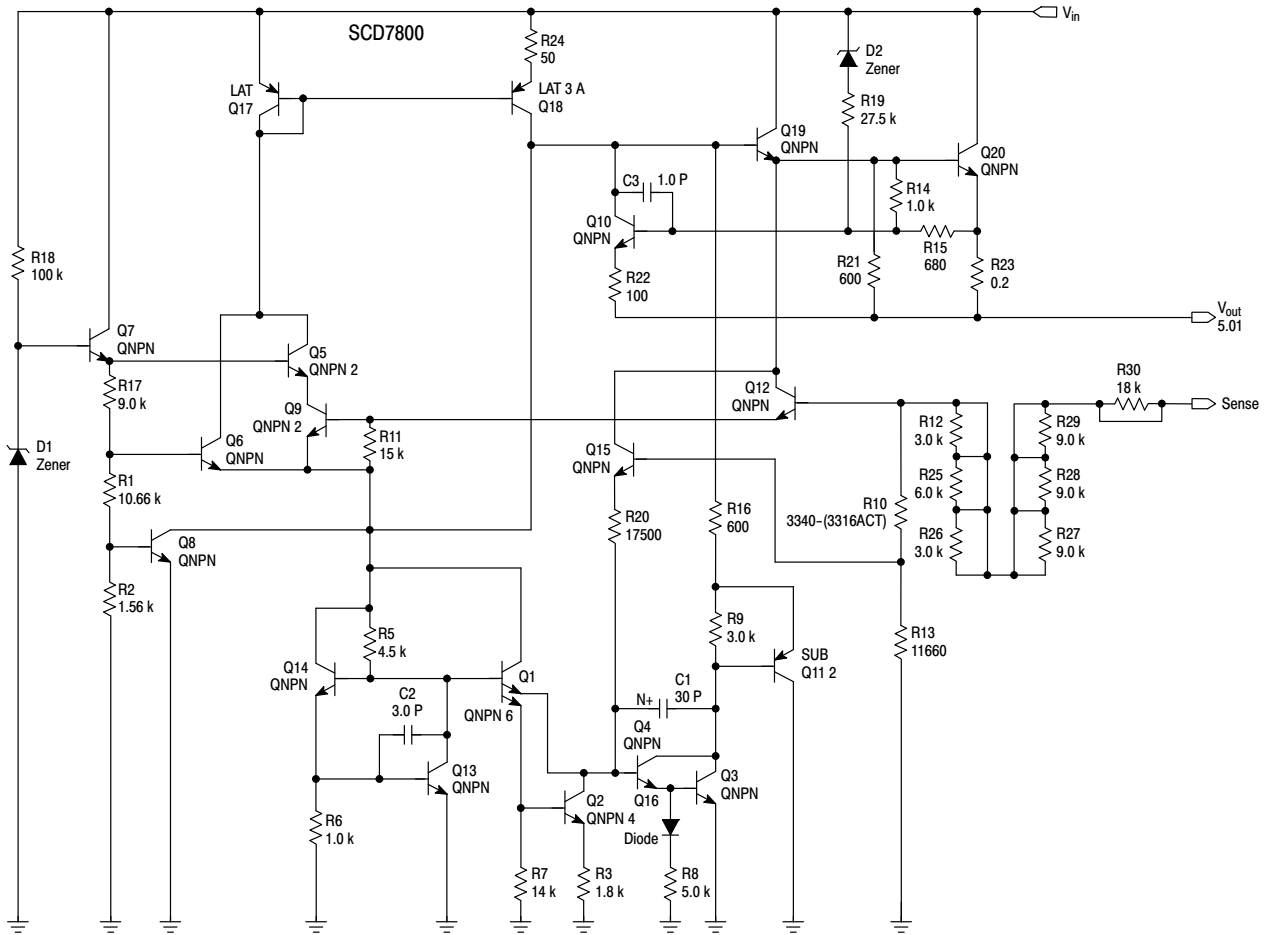 SCD7800
V in
R24
50
D2
Zener
LAT
Q17
LAT 3 A
Q18
R19
27.5 k
Q19
QNPN
Q20
QNPN
C3
1.0 P
R14
1.0 k
Q10
QNPN
R18
100 k
R21
600
R15
680
R23
0.2
R22
100
Vout
5.01
Q7
QNPN
Q5
QNPN 2
R30
18 k
Sense
R17
9.0 k
Q9
QNPN 2
Q12
QNPN
R12
3.0 k
R29
9.0 k
D1
Zener
Q6
QNPN
R11
15 k
Q15
QNPN
R25
6.0 k
R28
9.0 k
R1
10.66 k
R20
17500
R16
600
R10
3340-(3316ACT)
R26
3.0 k
R27
9.0 k
Q8
QNPN
R2
1.56 k
R5
4.5 k
R9
3.0 k
R13
11660
Q14
QNPN
Q1
QNPN 6
SUB
Q11 2
C2
3.0 P
N+
C1
30 P
Q4
QNPN
Q13
QNPN
Q3
QNPN
Q16
Q2
QNPN 4
R6
1.0 k
Diode
R7
14 k
R3
1.8 k
R8
5.0 k